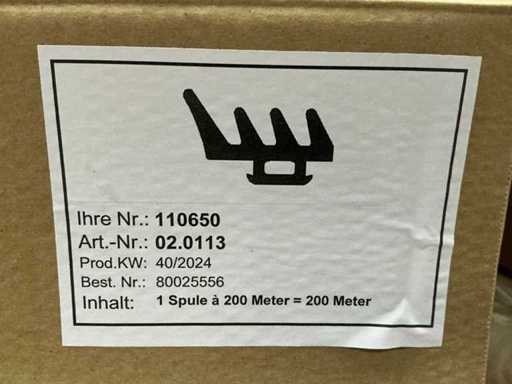 Ihre Nr.: 110650
Art.-Nr.: 02.0113
Prod.KW: 40/2024
Best. Nr.: 80025556
Inhalt: 1 Spule à 200 Meter = 200 Meter